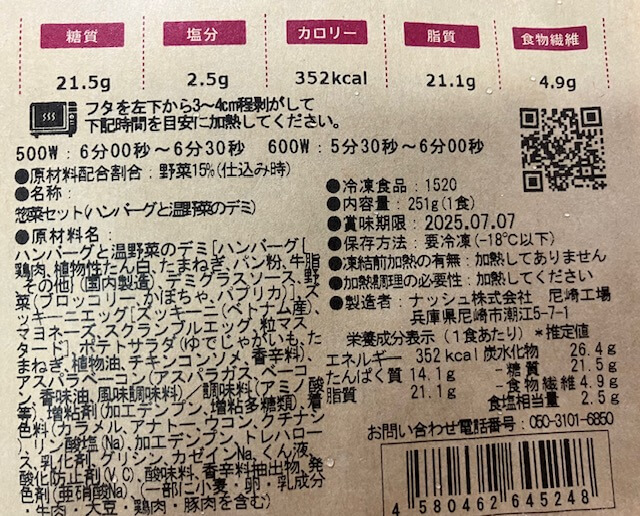 糖質 塩分 カロリー 脂質 食物繊維
21.5g 2.5g 352kcal 21.1g 4.9g
フタを左下から3〜4cm程剥がして
下記時間を目安に加熱してください。
500W：6分00秒〜6分30秒 600W：5分30秒〜6分00秒
●原材料配合割合：野菜15%(仕込み時)
●名称：
惣菜セット(ハンバーグと温野菜のデミ)
●原材料名：
ハンバーグと温野菜のデミ[ハンバーグ[
鶏肉、植物性たん白、たまねぎ、パン粉、牛脂
、その他](国内製造)、デミグラスソース、野
菜(ブロッコリー、かぼちゃ、パプリカ)]、ズ
ッキーニエッグ[ズッキーニ(ベトナム産)、
マヨネーズ、スクランブルエッグ、粒マス
タード]、ポテトサラダ(ゆでじゃがいも、た
まねぎ、植物油、チキンコンソメ、香辛料)、
アスパラベーコン(アスパラガス、ベーコ
ン、香味油、風味調味料)、調味料(アミノ酸
等)、増粘剤(加工デンプン、増粘多糖類)、着
色料(カラメル、アナトー、ウコン、クチナシ
)、リン酸塩(Na)、加工デンプン、トレハロー
ス、乳化剤、グリシン、カゼインNa、くん液、
酸化防止剤(V.C)、酸味料、香辛料抽出物、発
色剤(亜硝酸Na)、(一部に小麦・卵・乳成分
・牛肉・大豆・鶏肉・豚肉を含む)
●冷凍食品：1520
●内容量：251g(1食)
●賞味期限：2025.07.07
●保存方法：要冷凍(-18℃以下)
●凍結前加熱の有無：加熱してありません
●加熱調理の必要性：加熱してください
●製造者：ナッシュ株式会社 尼崎工場
兵庫県尼崎市潮江5-7-1
栄養成分表示(1食あたり)＊推定値
エネルギー 352kcal 炭水化物 26.4g
たんぱく質 14.1g -糖質 21.5g
脂質 21.1g -食物繊維 4.9g
食塩相当量 2.5g
お問い合わせ電話番号：050-3101-6850
4 580462 645248